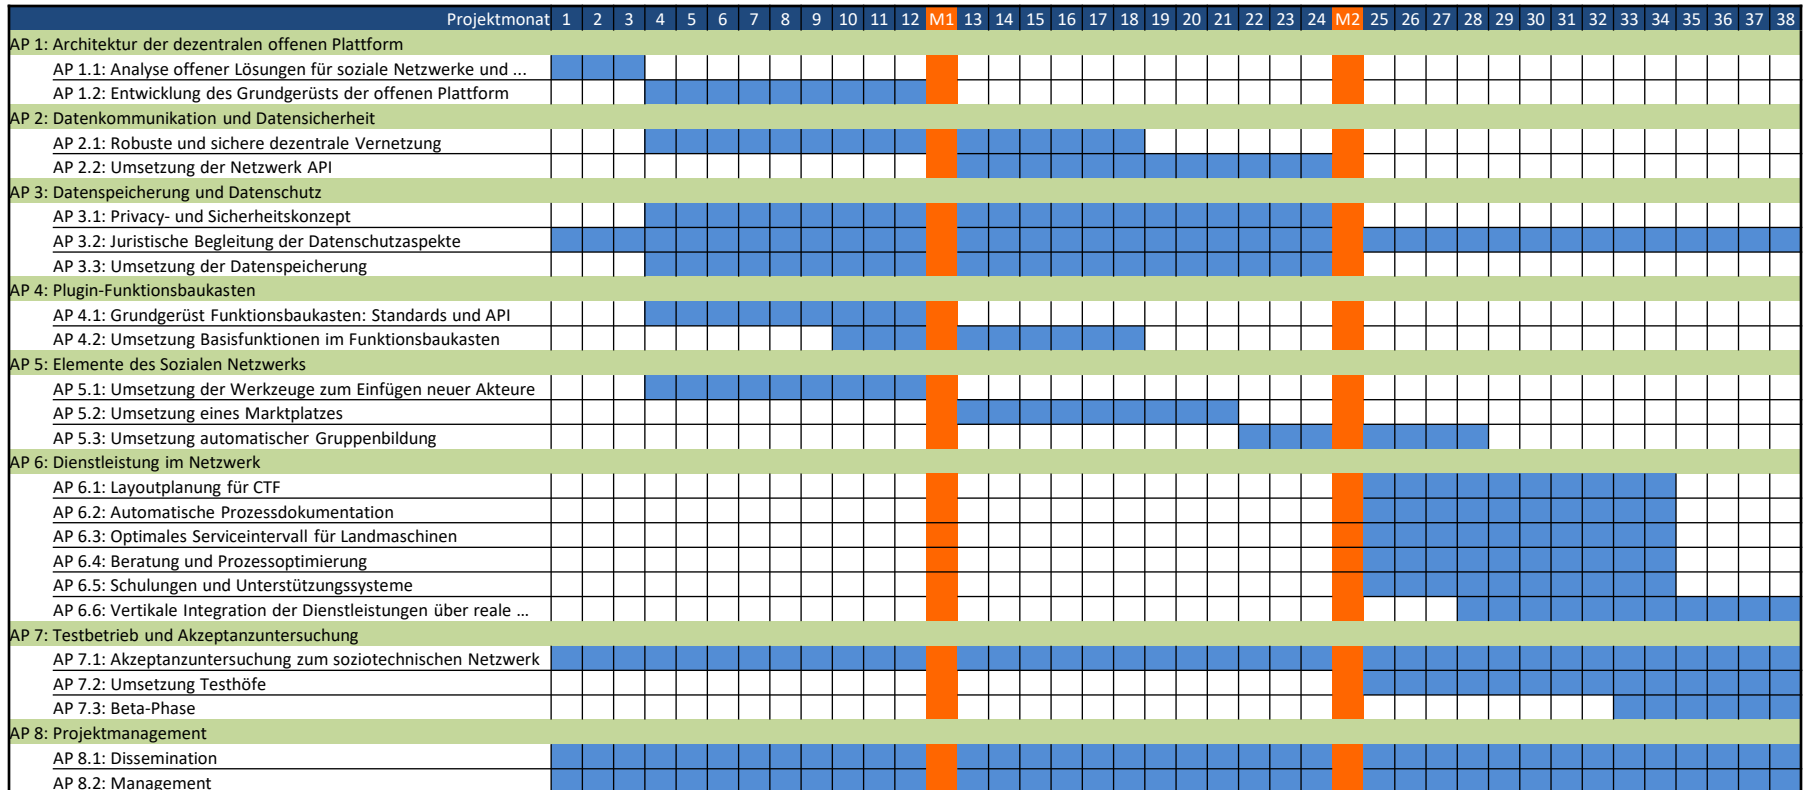 Projektmonat 1 2 3 4 5 6 7 8 9 10 11 12 M1 13 14 15 16 17 18 19 20 21 22 23 24 M2 25 26 27 28 29 30 31 32 33 34 35 36 37 38
AP 1: Architektur der dezentralen offenen Plattform
AP 1.1: Analyse offener Lösungen für soziale Netzwerke und ...
AP 1.2: Entwicklung des Grundgerüsts der offenen Plattform
AP 2: Datenkommunikation und Datensicherheit
AP 2.1: Robuste und sichere dezentrale Vernetzung
AP 2.2: Umsetzung der Netzwerk API
AP 3: Datenspeicherung und Datenschutz
AP 3.1: Privacy- und Sicherheitskonzept
AP 3.2: Juristische Begleitung der Datenschutzaspekte
AP 3.3: Umsetzung der Datenspeicherung
AP 4: Plugin-Funktionsbaukasten
AP 4.1: Grundgerüst Funktionsbaukasten: Standards und API
AP 4.2: Umsetzung Basisfunktionen im Funktionsbaukasten
AP 5: Elemente des Sozialen Netzwerks
AP 5.1: Umsetzung der Werkzeuge zum Einfügen neuer Akteure
AP 5.2: Umsetzung eines Marktplatzes
AP 5.3: Umsetzung automatischer Gruppenbildung
AP 6: Dienstleistung im Netzwerk
AP 6.1: Layoutplanung für CTF
AP 6.2: Automatische Prozessdokumentation
AP 6.3: Optimales Serviceintervall für Landmaschinen
AP 6.4: Beratung und Prozessoptimierung
AP 6.5: Schulungen und Unterstützungssysteme
AP 6.6: Vertikale Integration der Dienstleistungen über reale ...
AP 7: Testbetrieb und Akzeptanzuntersuchung
AP 7.1: Akzeptanzuntersuchung zum soziotechnischen Netzwerk
AP 7.2: Umsetzung Testhöfe
AP 7.3: Beta-Phase
AP 8: Projektmanagement
AP 8.1: Dissemination
AP 8.2: Management